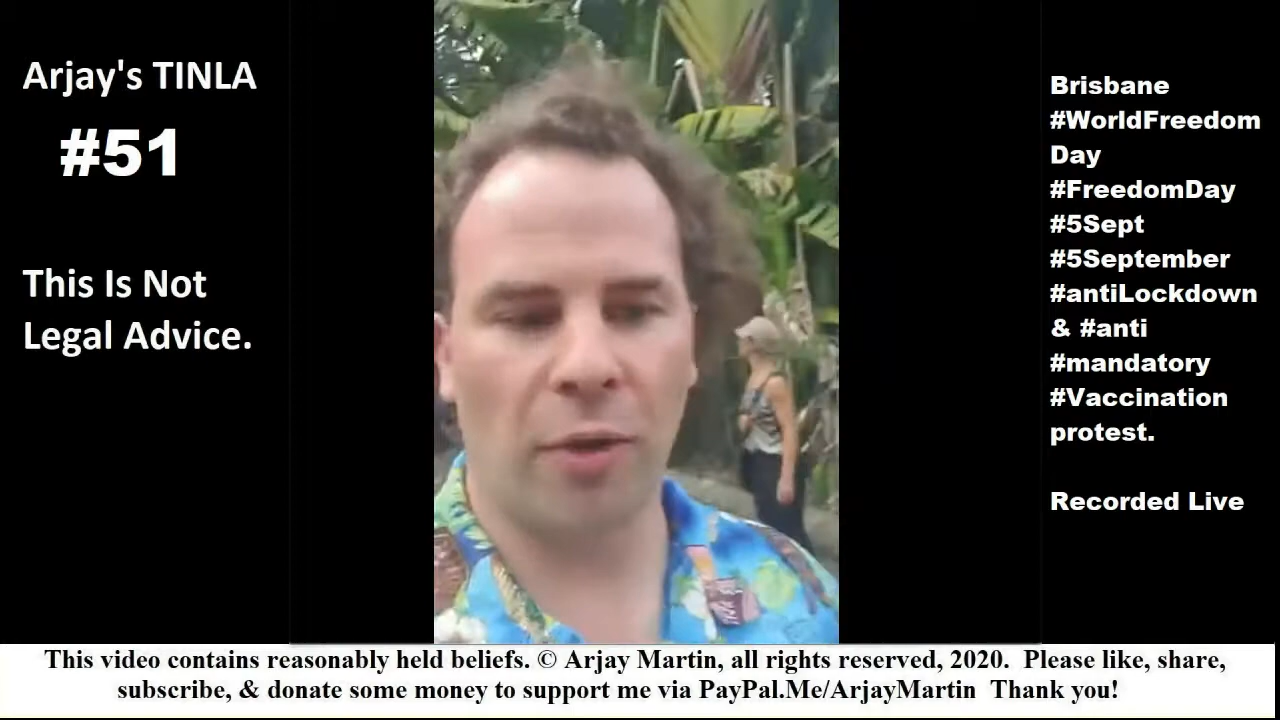 Arjay's TINLA
#51
This Is Not
Legal Advice.
Brisbane
#WorldFreedom
Day
#FreedomDay
#5Sept
#5September
#antiLockdown
& #anti
#mandatory
#Vaccination
protest.
Recorded Live
This video contains reasonably held beliefs. © Arjay Martin, all rights reserved, 2020.  Please like, share,
subscribe, & donate some money to support me via PayPal.Me/ArjayMartin  Thank you!